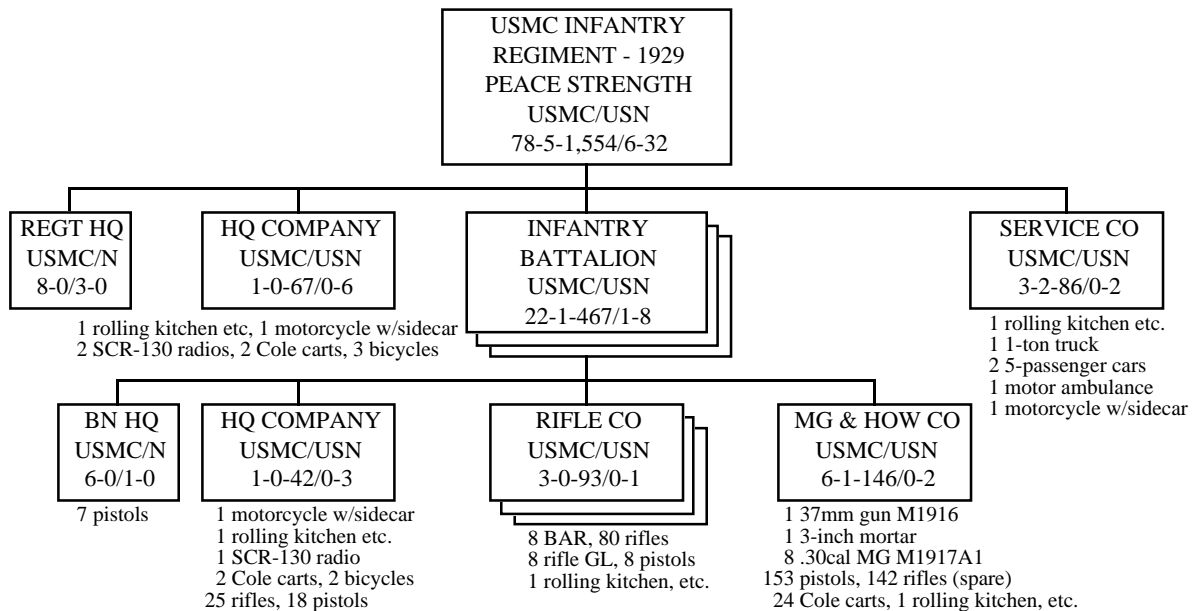 USMC INFANTRY
REGIMENT - 1929
PEACE STRENGTH
USMC/USN
78-5-1,554/6-32
REGT HQ
USMC/N
8-0/3-0
HQ COMPANY
USMC/USN
1-0-67/0-6
1 rolling kitchen etc, 1 motorcycle w/sidecar
2 SCR-130 radios, 2 Cole carts, 3 bicycles
INFANTRY
BATTALION
USMC/USN
22-1-467/1-8
SERVICE CO
USMC/USN
3-2-86/0-2
1 rolling kitchen etc.
1 1-ton truck
2 5-passenger cars
1 motor ambulance
1 motorcycle w/sidecar
BN HQ
USMC/N
6-0/1-0
7 pistols
HQ COMPANY
USMC/USN
1-0-42/0-3
1 motorcycle w/sidecar
1 rolling kitchen etc.
1 SCR-130 radio
2 Cole carts, 2 bicycles
25 rifles, 18 pistols
RIFLE CO
USMC/USN
3-0-93/0-1
8 BAR, 80 rifles
8 rifle GL, 8 pistols
1 rolling kitchen, etc.
MG & HOW CO
USMC/USN
6-1-146/0-2
1 37mm gun M1916
1 3-inch mortar
8 .30cal MG M1917A1
153 pistols, 142 rifles (spare)
24 Cole carts, 1 rolling kitchen, etc.